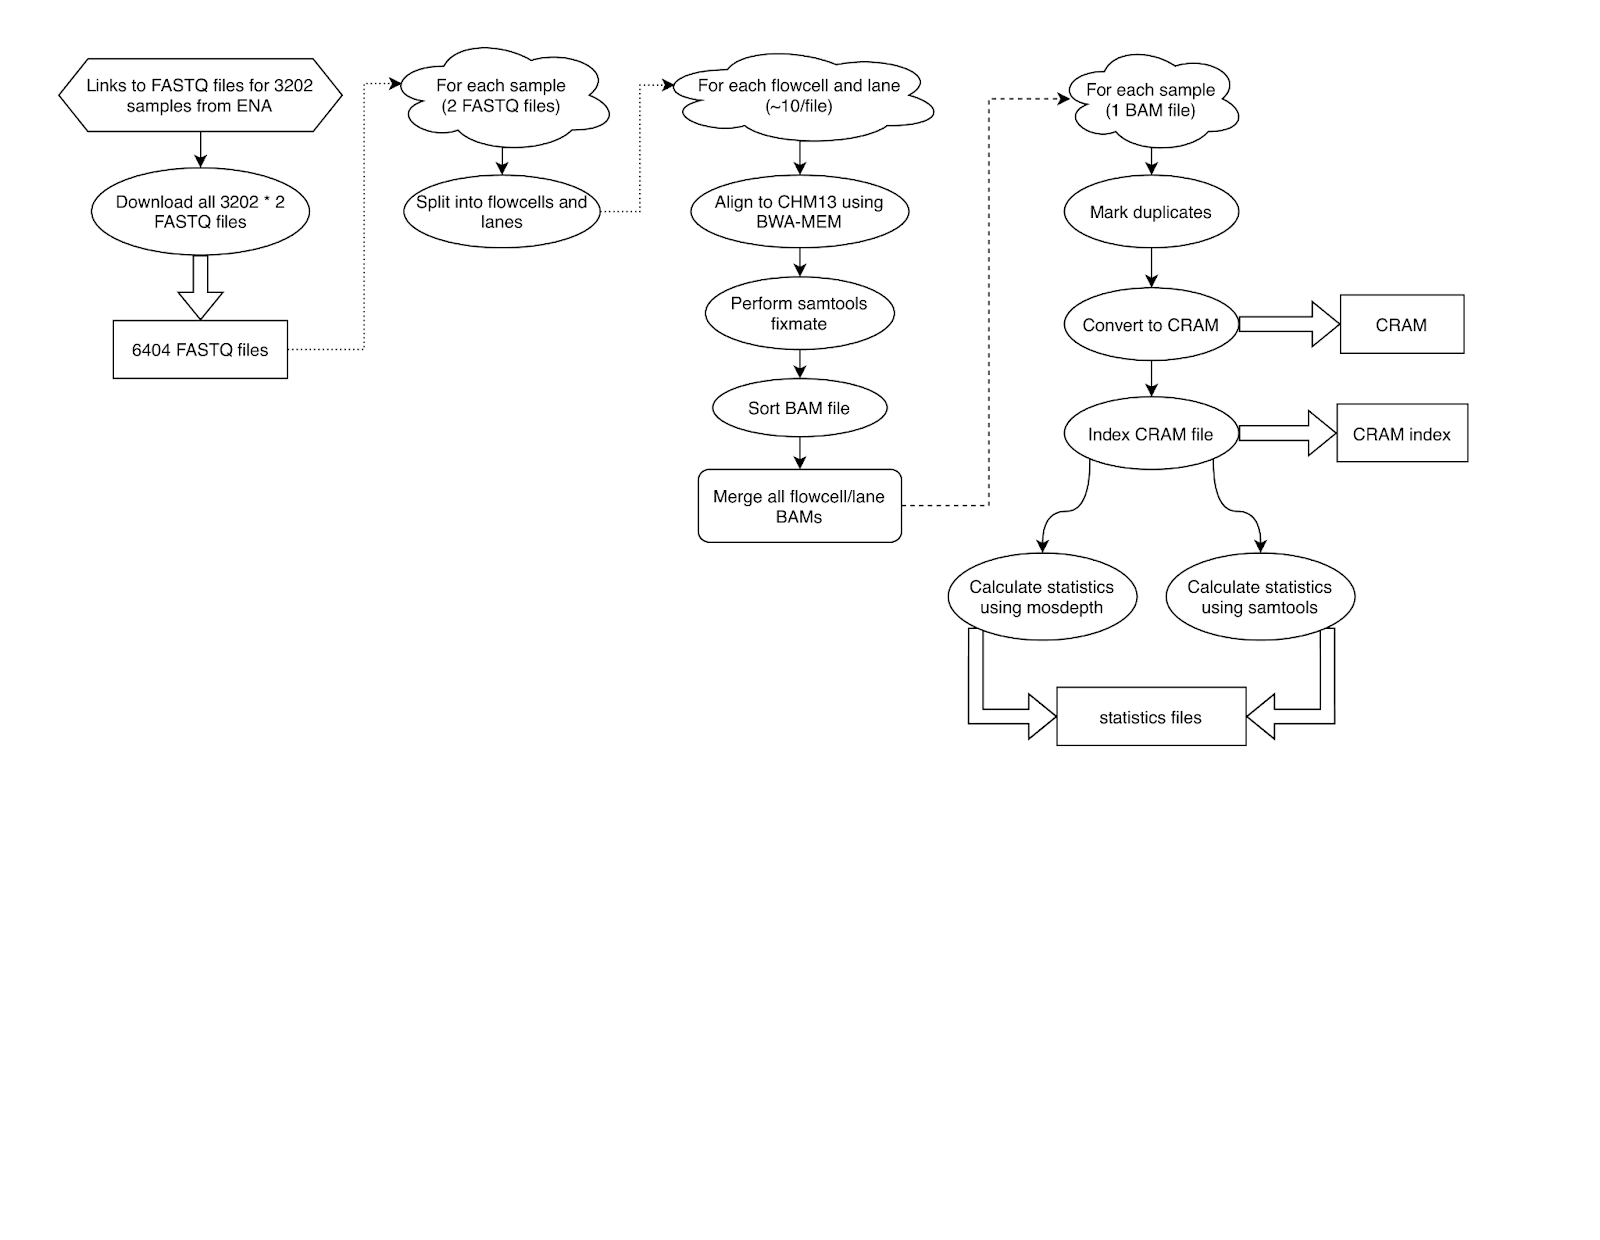 Links to FASTQ files for 3202
samples from ENA
Download all 3202 * 2
FASTQ files
6404 FASTQ files
For each sample
(2 FASTQ files)
Split into flowcells and
lanes
For each flowcell and lane
(~10/file)
Align to CHM13 using
BWA-MEM
Perform samtools
fixmate
Sort BAM file
Merge all flowcell/lane
BAMs
For each sample
(1 BAM file)
Mark duplicates
Convert to CRAM
CRAM
Index CRAM file
CRAM index
Calculate statistics
using mosdepth
Calculate statistics
using samtools
statistics files